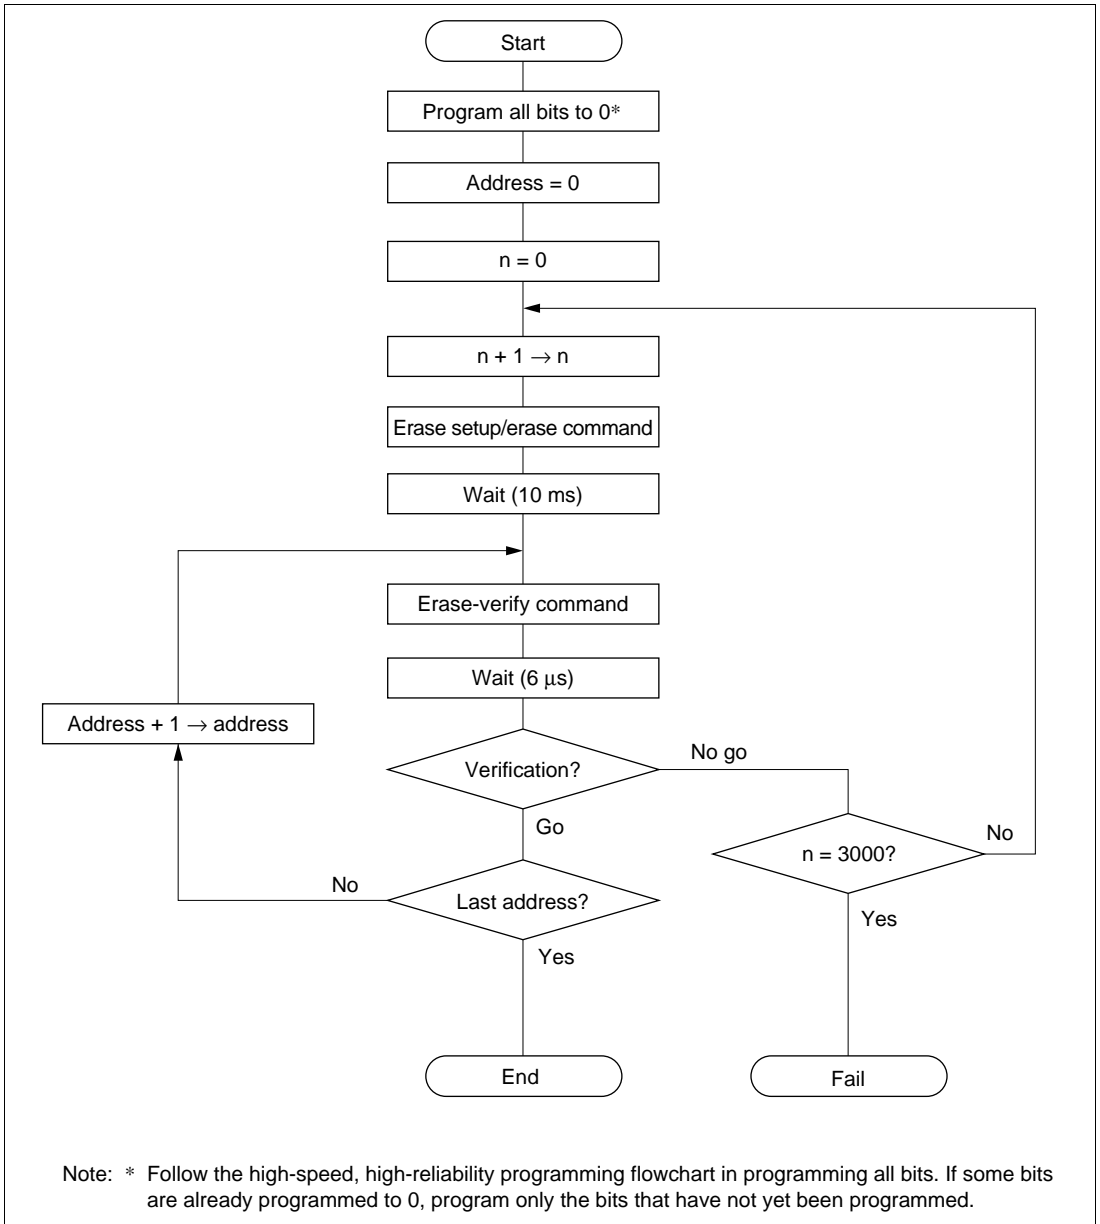 Start
Program all bits to 0*
Address = 0
n = 0
n + 1 → n
Erase setup/erase command
Wait (10 ms)
Erase-verify command
Wait (6 μs)
Address + 1 → address
Verification?
No go
Go
n = 3000?
No
No
Last address?
Yes
Yes
End
Fail
Note: * Follow the high-speed, high-reliability programming flowchart in programming all bits. If some bits
are already programmed to 0, program only the bits that have not yet been programmed.